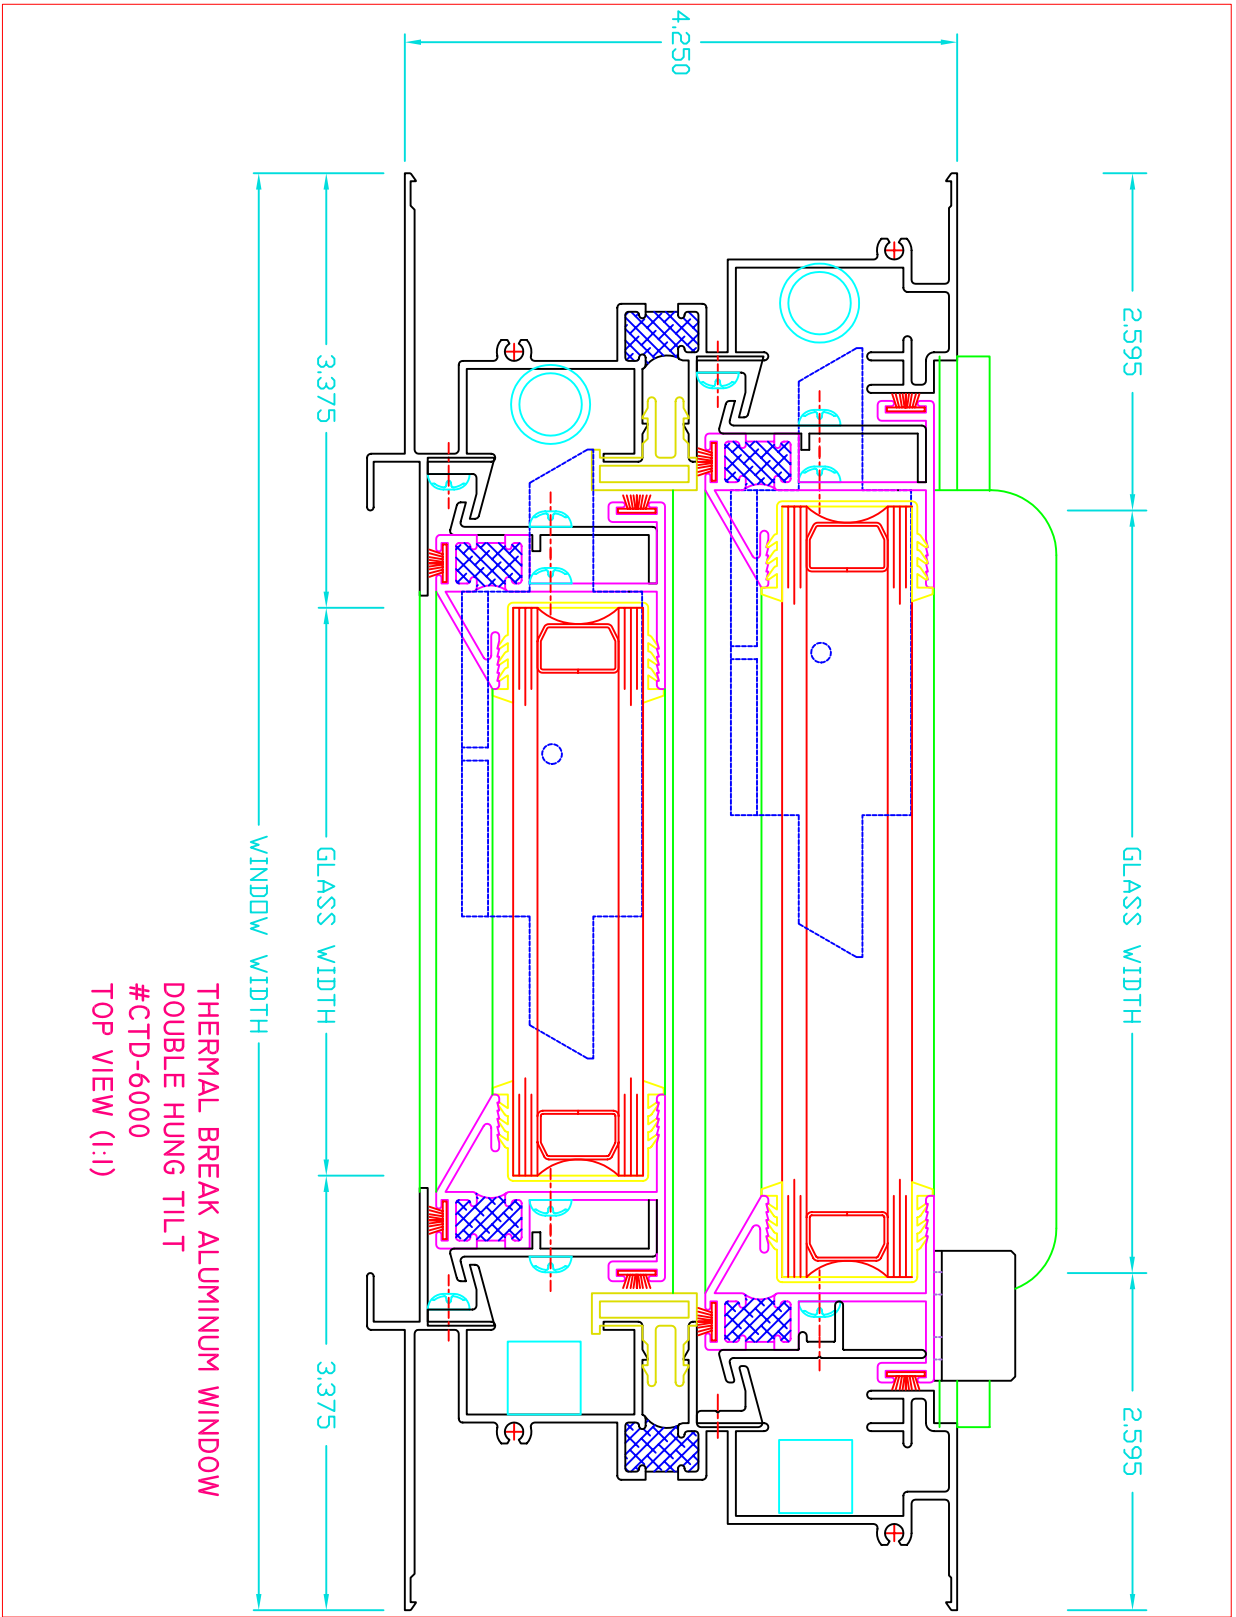 2.595
GLASS WIDTH
2.595
4.250
3.375
GLASS WIDTH
3.375
WINDOW WIDTH
THERMAL BREAK ALUMINUM WINDOW
DOUBLE HUNG TILT
#CTD-6000
TOP VIEW (1:1)